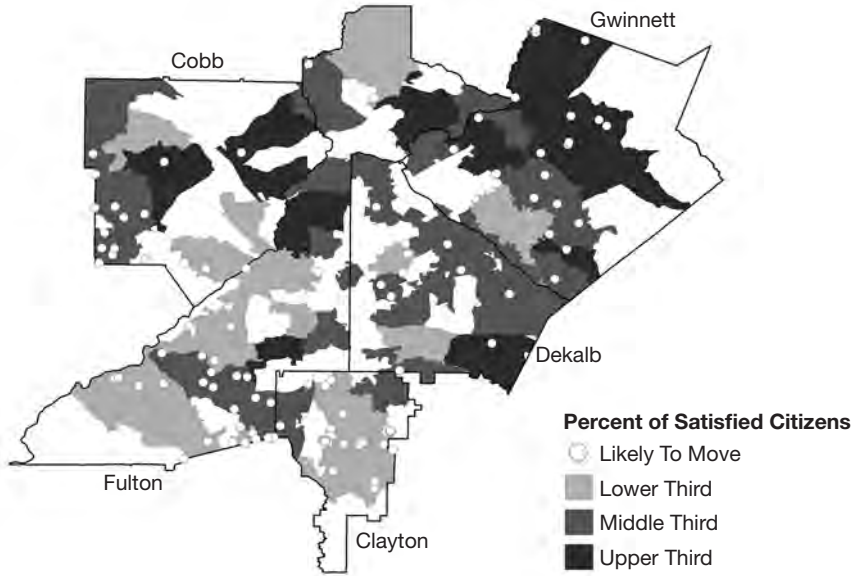 Gwinnett
Cobb
Dekalb
Fulton
Clayton
Percent of Satisfied Citizens
Likely To Move
Lower Third
Middle Third
Upper Third